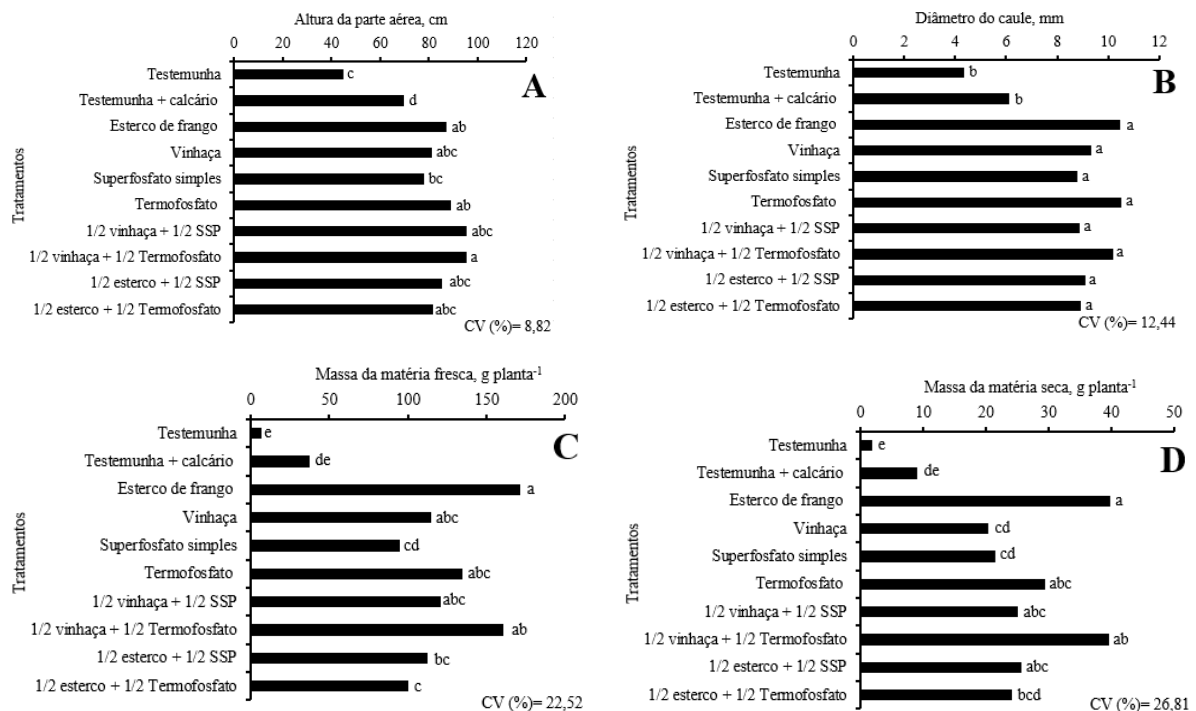 Altura da parte aérea, cm
0 20 40 60 80 100 120
Testemunha c
Testemunha + calcário d
Esterco de frango ab
Vinhaça abc
Superfosfato simples bc
Termofosfato ab
1/2 vinhaça + 1/2 SSP abc
1/2 vinhaça + 1/2 Termofosfato a
1/2 esterco + 1/2 SSP abc
1/2 esterco + 1/2 Termofosfato abc
Tratamentos
A
CV (%)= 8,82
Diâmetro do caule, mm
0 2 4 6 8 10 12
Testemunha b
Testemunha + calcário b
Esterco de frango a
Vinhaça a
Superfosfato simples a
Termofosfato a
1/2 vinhaça + 1/2 SSP a
1/2 vinhaça + 1/2 Termofosfato a
1/2 esterco + 1/2 SSP a
1/2 esterco + 1/2 Termofosfato a
Tratamentos
B
CV (%)= 12,44
Massa da matéria fresca, g planta-1
0 50 100 150 200
Testemunha e
Testemunha + calcário de
Esterco de frango a
Vinhaça abc
Superfosfato simples cd
Termofosfato abc
1/2 vinhaça + 1/2 SSP abc
1/2 vinhaça + 1/2 Termofosfato ab
1/2 esterco + 1/2 SSP bc
1/2 esterco + 1/2 Termofosfato c
Tratamentos
C
CV (%)= 22,52
Massa da matéria seca, g planta-1
0 10 20 30 40 50
Testemunha e
Testemunha + calcário de
Esterco de frango a
Vinhaça cd
Superfosfato simples cd
Termofosfato abc
1/2 vinhaça + 1/2 SSP abc
1/2 vinhaça + 1/2 Termofosfato ab
1/2 esterco + 1/2 SSP abc
1/2 esterco + 1/2 Termofosfato bcd
Tratamentos
D
CV (%)= 26,81